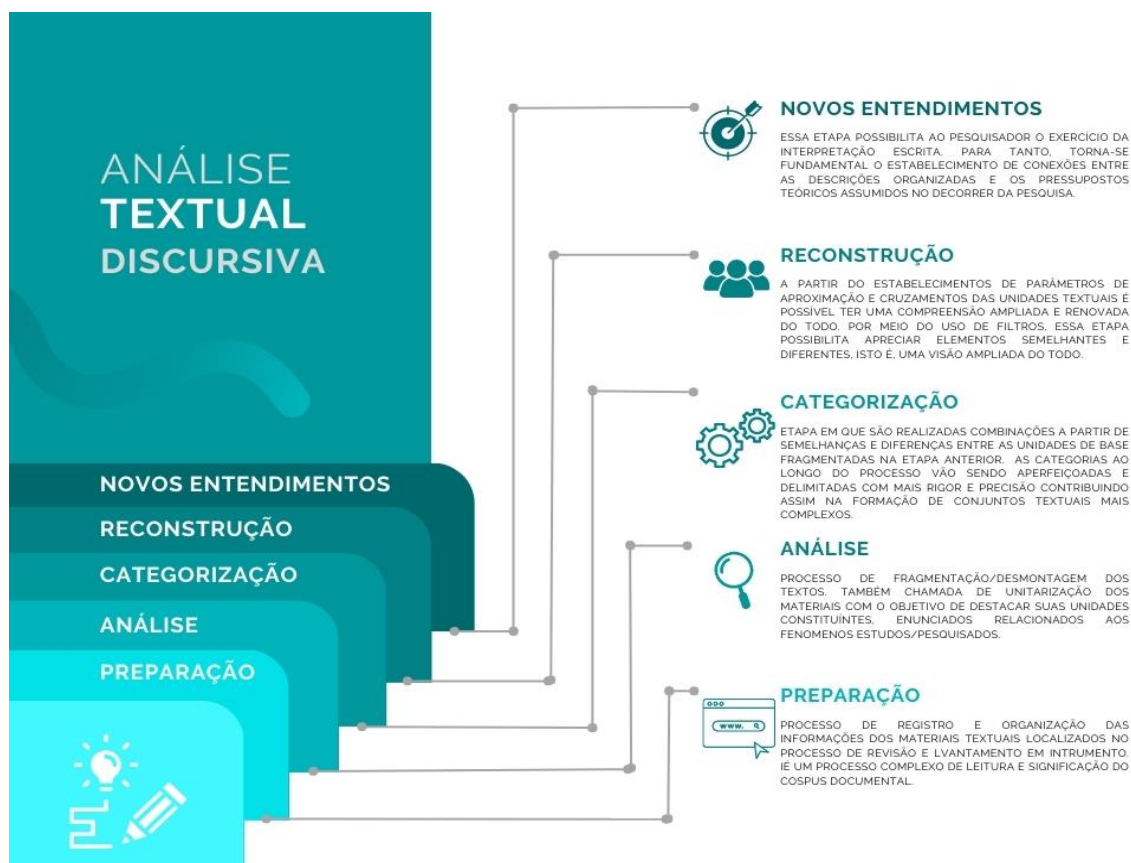 ANÁLISE
TEXTUAL
DISCURSIVA
NOVOS ENTENDIMENTOS
RECONSTRUÇÃO
CATEGORIZAÇÃO
ANÁLISE
PREPARAÇÃO
NOVOS ENTENDIMENTOS
ESSA ETAPA POSSIBILITA AO PESQUISADOR O EXERCÍCIO DA
INTERPRETAÇÃO ESCRITA. PARA TANTO, TORNA-SE
FUNDAMENTAL O ESTABELECIMENTO DE CONEXÕES ENTRE
AS DESCRIÇÕES ORGANIZADAS E OS PRESSUPOSTOS
TEÓRICOS ASSUMIDOS NO DECORRER DA PESQUISA.
RECONSTRUÇÃO
A PARTIR DO ESTABELECIMENTOS DE PARÂMETROS DE
APROXIMAÇÃO E CRUZAMENTOS DAS UNIDADES TEXTUAIS É
POSSÍVEL TER UMA COMPREENSÃO AMPLIADA E RENOVADA
DO TODO. POR MEIO DO USO DE FILTROS, ESSA ETAPA
POSSIBILITA APRECIAR ELEMENTOS SEMELHANTES E
DIFERENTES, ISTO É, UMA VISÃO AMPLIADA DO TODO.
CATEGORIZAÇÃO
ETAPA EM QUE SÃO REALIZADAS COMBINAÇÕES A PARTIR DE
SEMELHANÇAS E DIFERENÇAS ENTRE AS UNIDADES DE BASE
FRAGMENTADAS NA ETAPA ANTERIOR. AS CATEGORIAS AO
LONGO DO PROCESSO VÃO SENDO APERFEIÇOADAS E
DELIMITADAS COM MAIS RIGOR E PRECISÃO CONTRIBUINDO
ASSIM NA FORMAÇÃO DE CONJUNTOS TEXTUAIS MAIS
COMPLEXOS.
ANÁLISE
PROCESSO DE FRAGMENTAÇÃO/DESMONTAGEM DOS
TEXTOS. TAMBÉM CHAMADA DE UNITARIZAÇÃO DOS
MATERIAIS COM O OBJETIVO DE DESTACAR SUAS UNIDADES
CONSTITUÍNTES, ENUNCIADOS RELACIONADOS AOS
FENOMENOS ESTUDOS/PESQUISADOS.
PREPARAÇÃO
WWW.
PROCESSO DE REGISTRO E ORGANIZAÇÃO DAS
INFORMAÇÕES DOS MATERIAIS TEXTUAIS LOCALIZADOS NO
PROCESSO DE REVISÃO E LVANTAMENTO EM INTRUMENTO.
IÉ UM PROCESSO COMPLEXO DE LEITURA E SIGNIFICAÇÃO DO
COSPUS DOCUMENTAL.